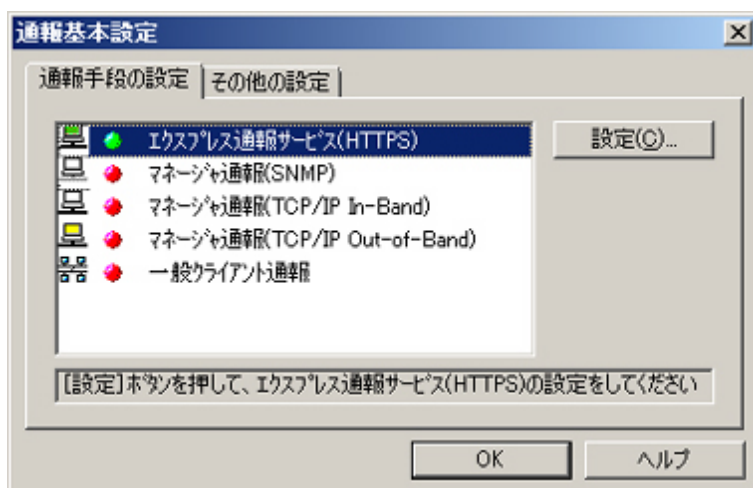 通報基本設定
通報手段の設定 その他の設定
ｴｸｽﾌﾟﾚｽ通報ｻｰﾋﾞｽ(HTTPS) 設定(C)...
ﾏﾈｰｼﾞｬ通報(SNMP)
ﾏﾈｰｼﾞｬ通報(TCP/IP In-Band)
ﾏﾈｰｼﾞｬ通報(TCP/IP Out-of-Band)
一般ｸﾗｲｱﾝﾄ通報
[設定]ﾎﾞﾀﾝを押して、ｴｸｽﾌﾟﾚｽ通報ｻｰﾋﾞｽ(HTTPS)の設定をしてください
OK ヘルプ